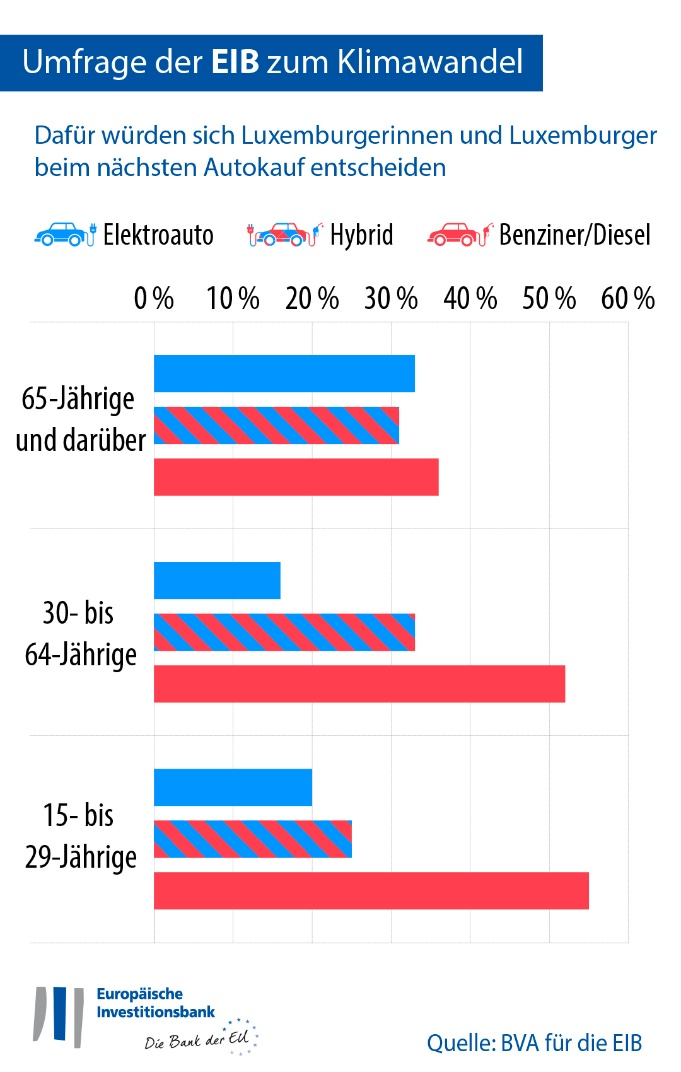 Umfrage der EIB zum Klimawandel
Dafür würden sich Luxemburgerinnen und Luxemburger
beim nächsten Autokauf entscheiden
Elektroauto Hybrid Benziner/Diesel
0 % 10 % 20 % 30 % 40 % 50 % 60 %
65-Jährige
und darüber
30- bis
64-Jährige
15- bis
29-Jährige
Europäische
Investitionsbank
Die Bank der EU
Quelle: BVA für die EIB